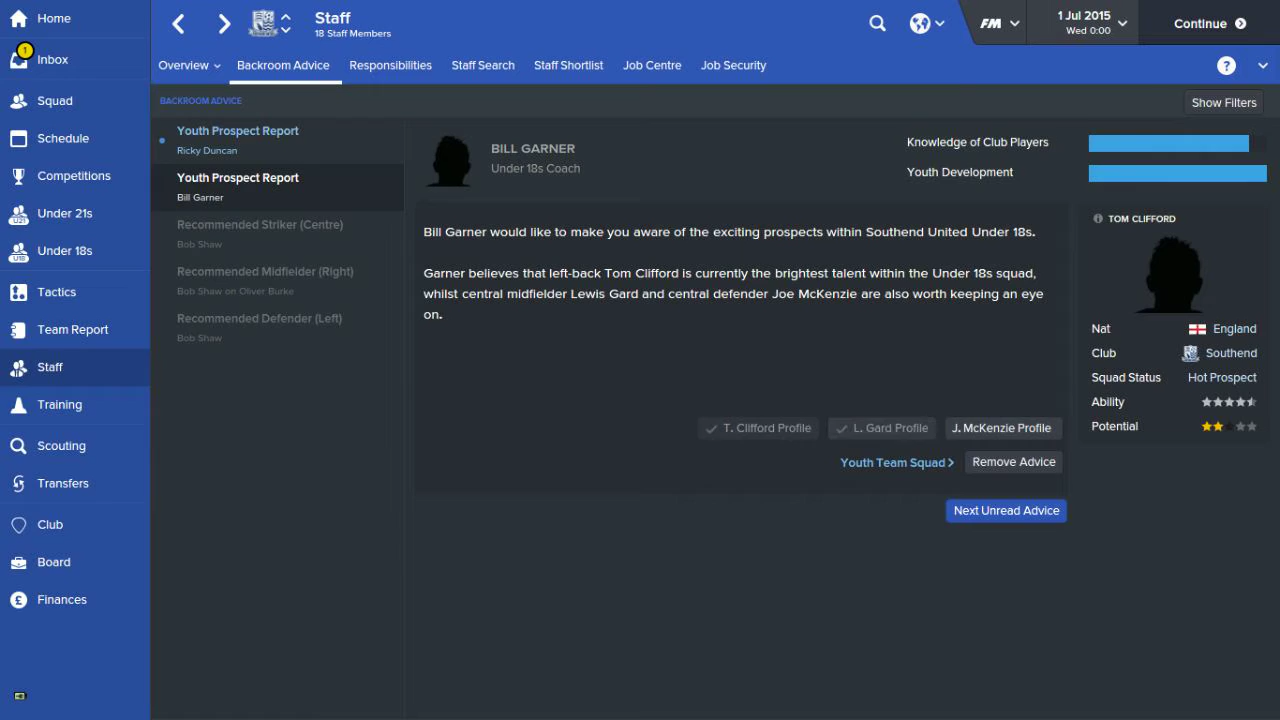 Home
1
Inbox
Squad
Schedule
Competitions
U21
Under 21s
U18
Under 18s
Tactics
Team Report
Staff
Training
Scouting
Transfers
Club
Board
£
Finances
Staff
18 Staff Members
FM
1 Jul 2015
Wed 0:00
Continue
Overview
Backroom Advice
Responsibilities
Staff Search
Staff Shortlist
Job Centre
Job Security
?
BACKROOM ADVICE
Show Filters
Youth Prospect Report
Ricky Duncan
Youth Prospect Report
Bill Garner
Recommended Striker (Centre)
Bob Shaw
Recommended Midfielder (Right)
Bob Shaw on Oliver Burke
Recommended Defender (Left)
Bob Shaw
BILL GARNER
Under 18s Coach
Knowledge of Club Players
Youth Development
Bill Garner would like to make you aware of the exciting prospects within Southend United Under 18s.
Garner believes that left-back Tom Clifford is currently the brightest talent within the Under 18s squad,
whilst central midfielder Lewis Gard and central defender Joe McKenzie are also worth keeping an eye
on.
T. Clifford Profile
L. Gard Profile
J. McKenzie Profile
Youth Team Squad >
Remove Advice
Next Unread Advice
TOM CLIFFORD
Nat England
Club Southend
Squad Status Hot Prospect
Ability
Potential